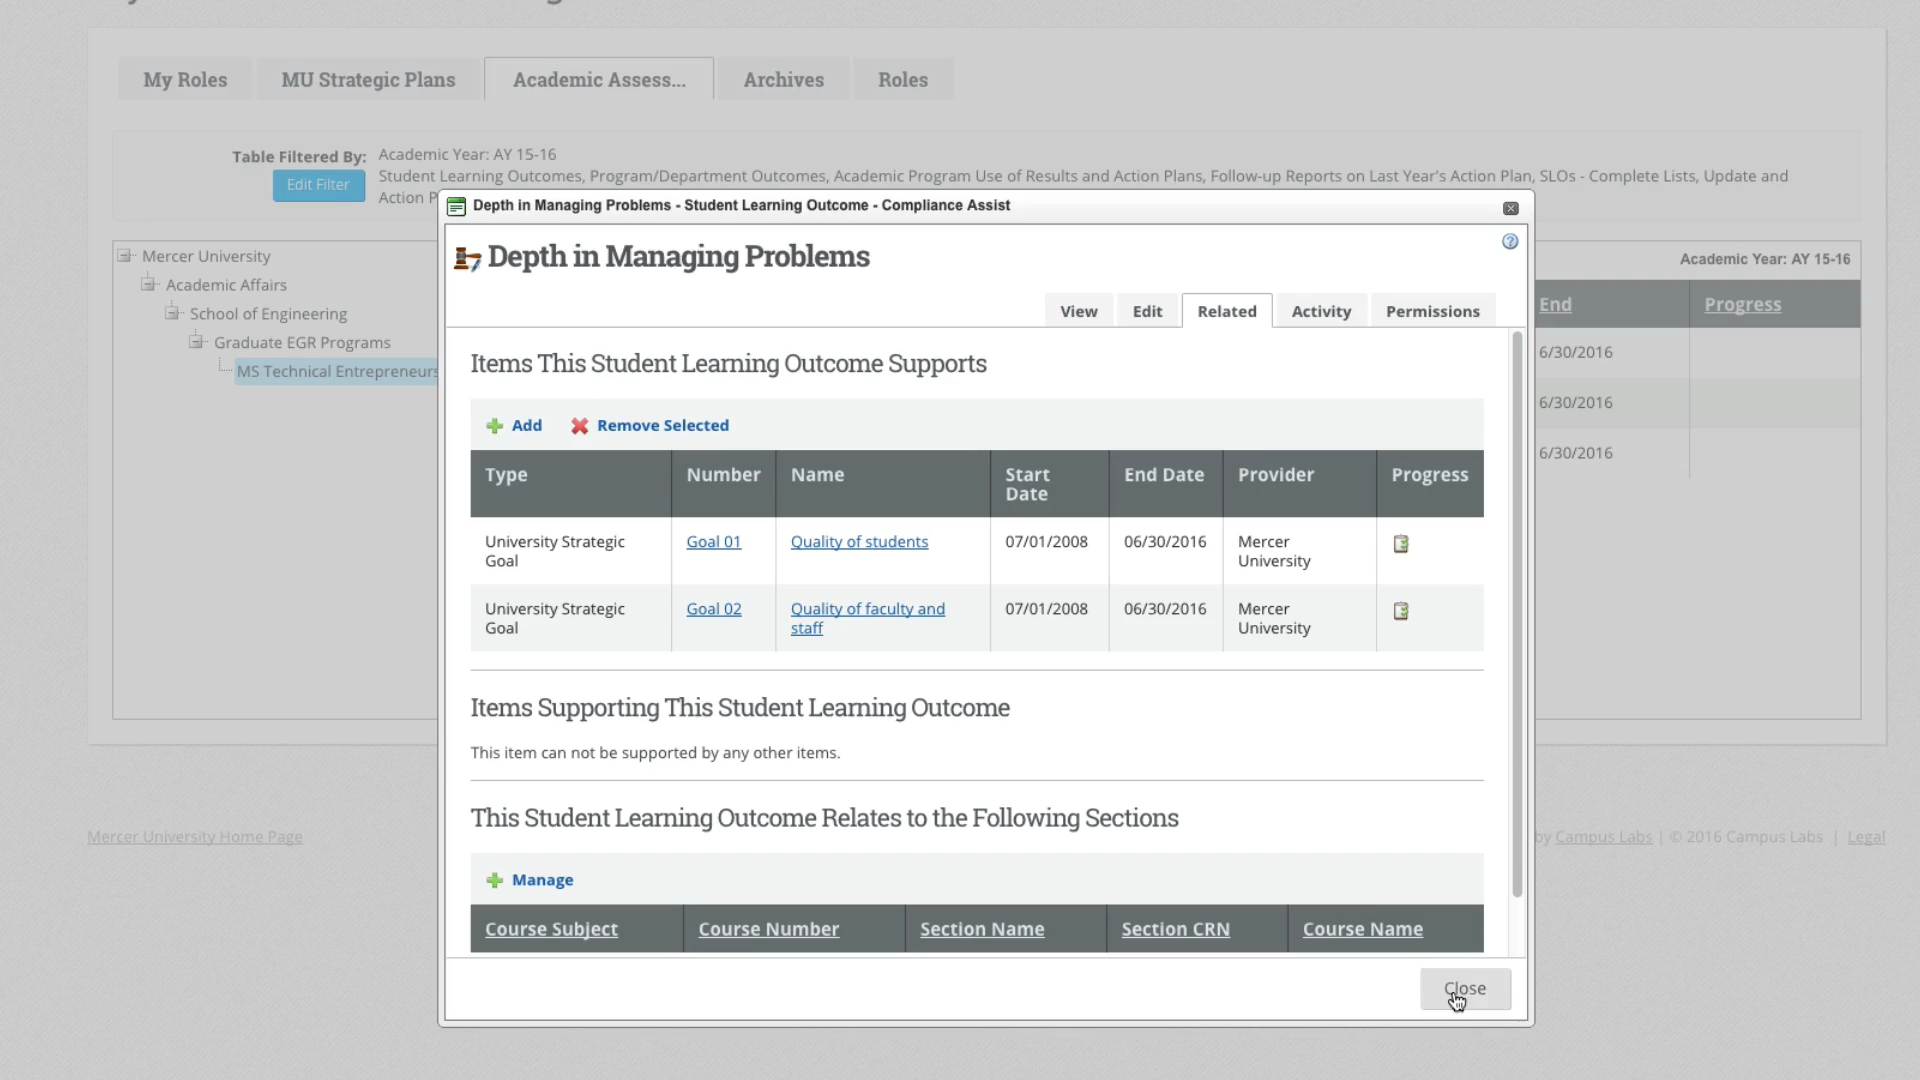 My Roles
MU Strategic Plans
Academic Assess...
Archives
Roles
Table Filtered By:
Academic Year: AY 15-16
Edit Filter
Student Learning Outcomes, Program/Department Outcomes, Academic Program Use of Results and Action Plans, Follow-up Reports on Last Year's Action Plan, SLOs - Complete Lists, Update and
Action P
Mercer University
Academic Affairs
School of Engineering
Graduate EGR Programs
MS Technical Entrepreneurs
Depth in Managing Problems - Student Learning Outcome - Compliance Assist
Depth in Managing Problems
View
Edit
Related
Activity
Permissions
Items This Student Learning Outcome Supports
Add
Remove Selected
Type
Number
Name
Start
Date
End Date
Provider
Progress
University Strategic
Goal
Goal 01
Quality of students
07/01/2008
06/30/2016
Mercer
University
University Strategic
Goal
Goal 02
Quality of faculty and
staff
07/01/2008
06/30/2016
Mercer
University
Items Supporting This Student Learning Outcome
This item can not be supported by any other items.
This Student Learning Outcome Relates to the Following Sections
Manage
Course Subject
Course Number
Section Name
Section CRN
Course Name
Close
Academic Year: AY 15-16
End
Progress
6/30/2016
6/30/2016
6/30/2016
Mercer University Home Page
by Campus Labs | © 2016 Campus Labs | Legal